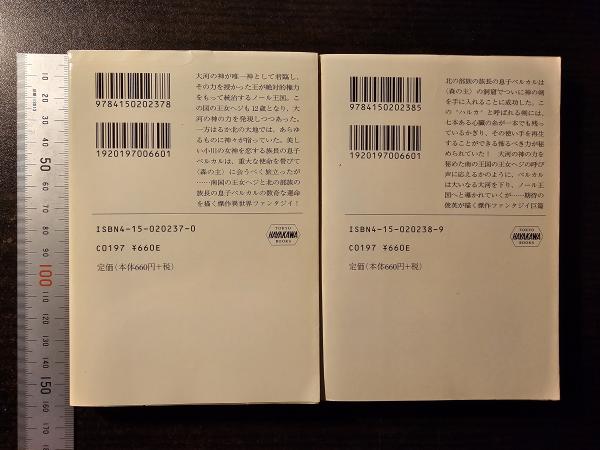 10
20
30
40
50
60
70
80
90
100
110
120
130
140
150
160
大河の神が唯一神として君臨し、
その力を授かった王が絶対的権力
をもって統治するノール王国。こ
の国の王女ヘジも12歳となり、大
河の神の力を発現しつつあった。
一方はるか北の大地では、あらゆ
るものに神々が宿っていた。美し
い小川の女神を恋する族長の息子
ペルカルは、重大な使命を帯びて
〈森の主〉に会うべく旅立ったが
……南国の王女ヘジと北の部族の
族長の息子ペルカルの数奇な運命
を描く傑作異世界ファンタジイ!
9784150202378
1920197006601
ISBN4-15-020237-0
C0197 ¥660E
定価(本体660円+税)
TOKYO
HAYAKAWA
BOOKS
北の部族の族長の息子ペルカルは
〈森の主〉の洞窟でついに神の剣
を手に入れることに成功した。こ
の“ハルカ”と呼ばれる剣には、
七本ある心臓の糸が一本でも残っ
ているかぎり、その使い手を再生
することができる怖るべき力が秘
められていた! 大河の神の力を
秘めた南の王国の王女ヘジの呼び
声に応えるかのように、ペルカル
は大いなる大河を下り、ノール王
国へと導かれていくが……期待の
俊英が描く傑作ファンタジイ巨篇
9784150202385
1920197006601
ISBN4-15-020238-9
C0197 ¥660E
定価(本体660円+税)
TOKYO
HAYAKAWA
BOOKS